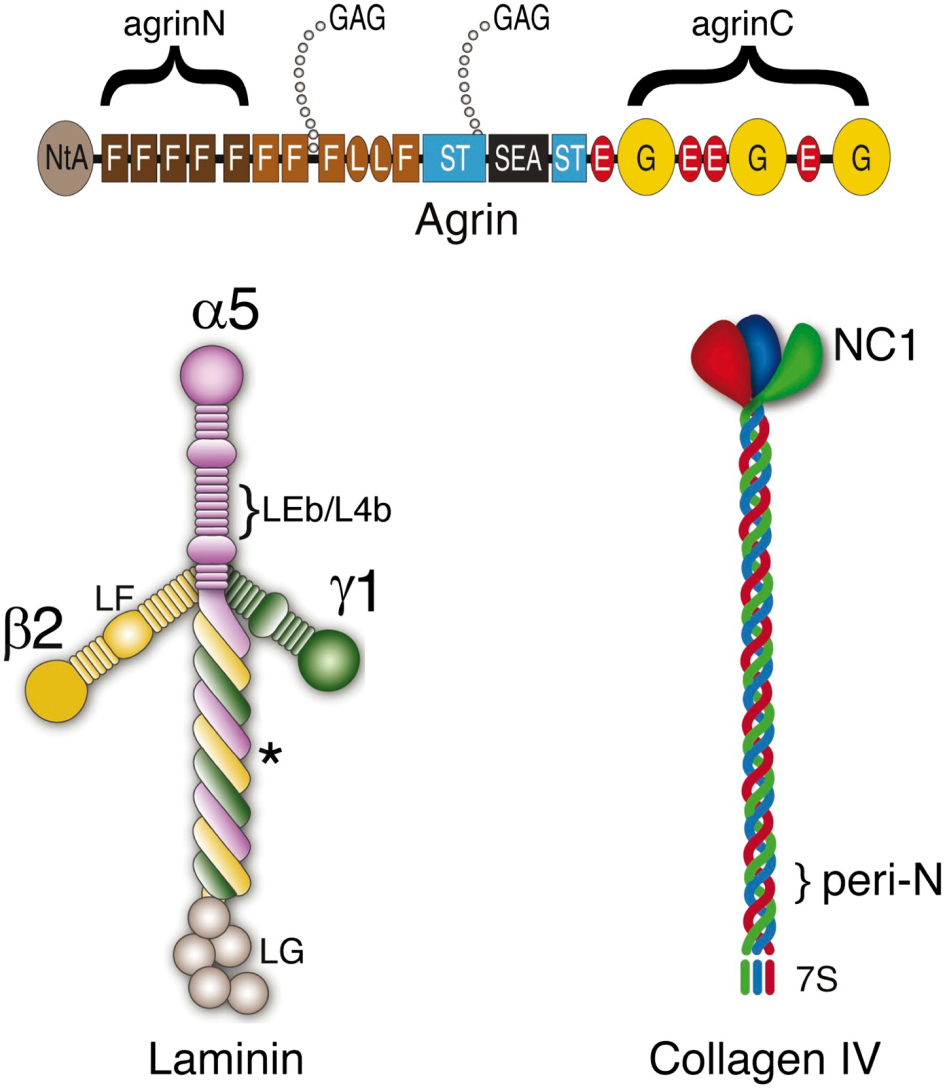 GAG GAG
agrinN agrinC
NtA F F F F F F F F L L F ST SEA ST E G E E G E G
Agrin
α5
NC1
LEb/L4b
LF
γ1
β2
*
peri-N
LG
7S
Laminin Collagen IV